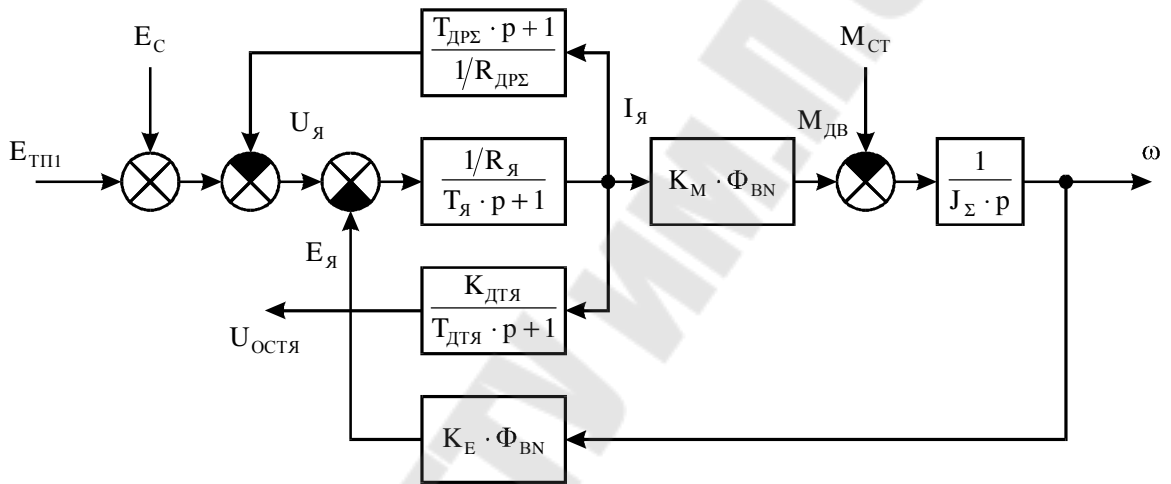 E_C
T_ДРΣ · p + 1
1/R_ДРΣ
M_СТ
E_ТП1
U_Я
1/R_Я
T_Я · p + 1
I_Я
K_M · Φ_BN
M_ДВ
1
J_Σ · p
ω
E_Я
K_ДТЯ
T_ДТЯ · p + 1
U_ОСТЯ
K_E · Φ_BN